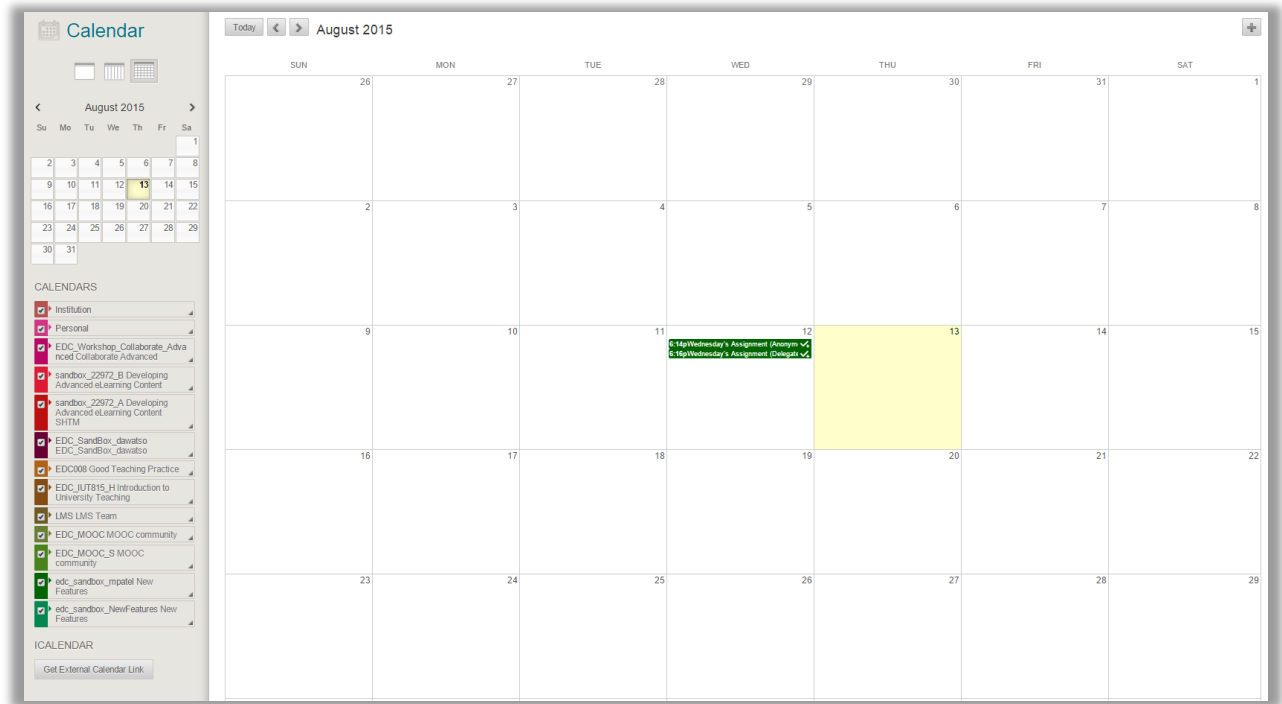 Calendar
August 2015
Su Mo Tu We Th Fr Sa
1
2 3 4 5 6 7 8
9 10 11 12 13 14 15
16 17 18 19 20 21 22
23 24 25 26 27 28 29
30 31
CALENDARS
Institution
Personal
EDC_Workshop_Collaborate_Adva
nced Collaborate Advanced
sandbox_22972_B Developing
Advanced eLearning Content
sandbox_22972_A Developing
Advanced eLearning Content
SHTM
EDC_SandBox_dawatso
EDC_SandBox_dawatso
EDC008 Good Teaching Practice
EDC_IUT815_H Introduction to
University Teaching
LMS LMS Team
EDC_MOOC MOOC community
EDC_MOOC_S MOOC
community
edc_sandbox_mpatel New
Features
edc_sandbox_NewFeatures New
Features
ICALENDAR
Get External Calendar Link
Today August 2015
SUN MON TUE WED THU FRI SAT
26 27 28 29 30 31 1
2 3 4 5 6 7 8
9 10 11 12 13 14 15
6:14pWednesday's Assignment (Anonym
6:16pWednesday's Assignment (Delegat
16 17 18 19 20 21 22
23 24 25 26 27 28 29